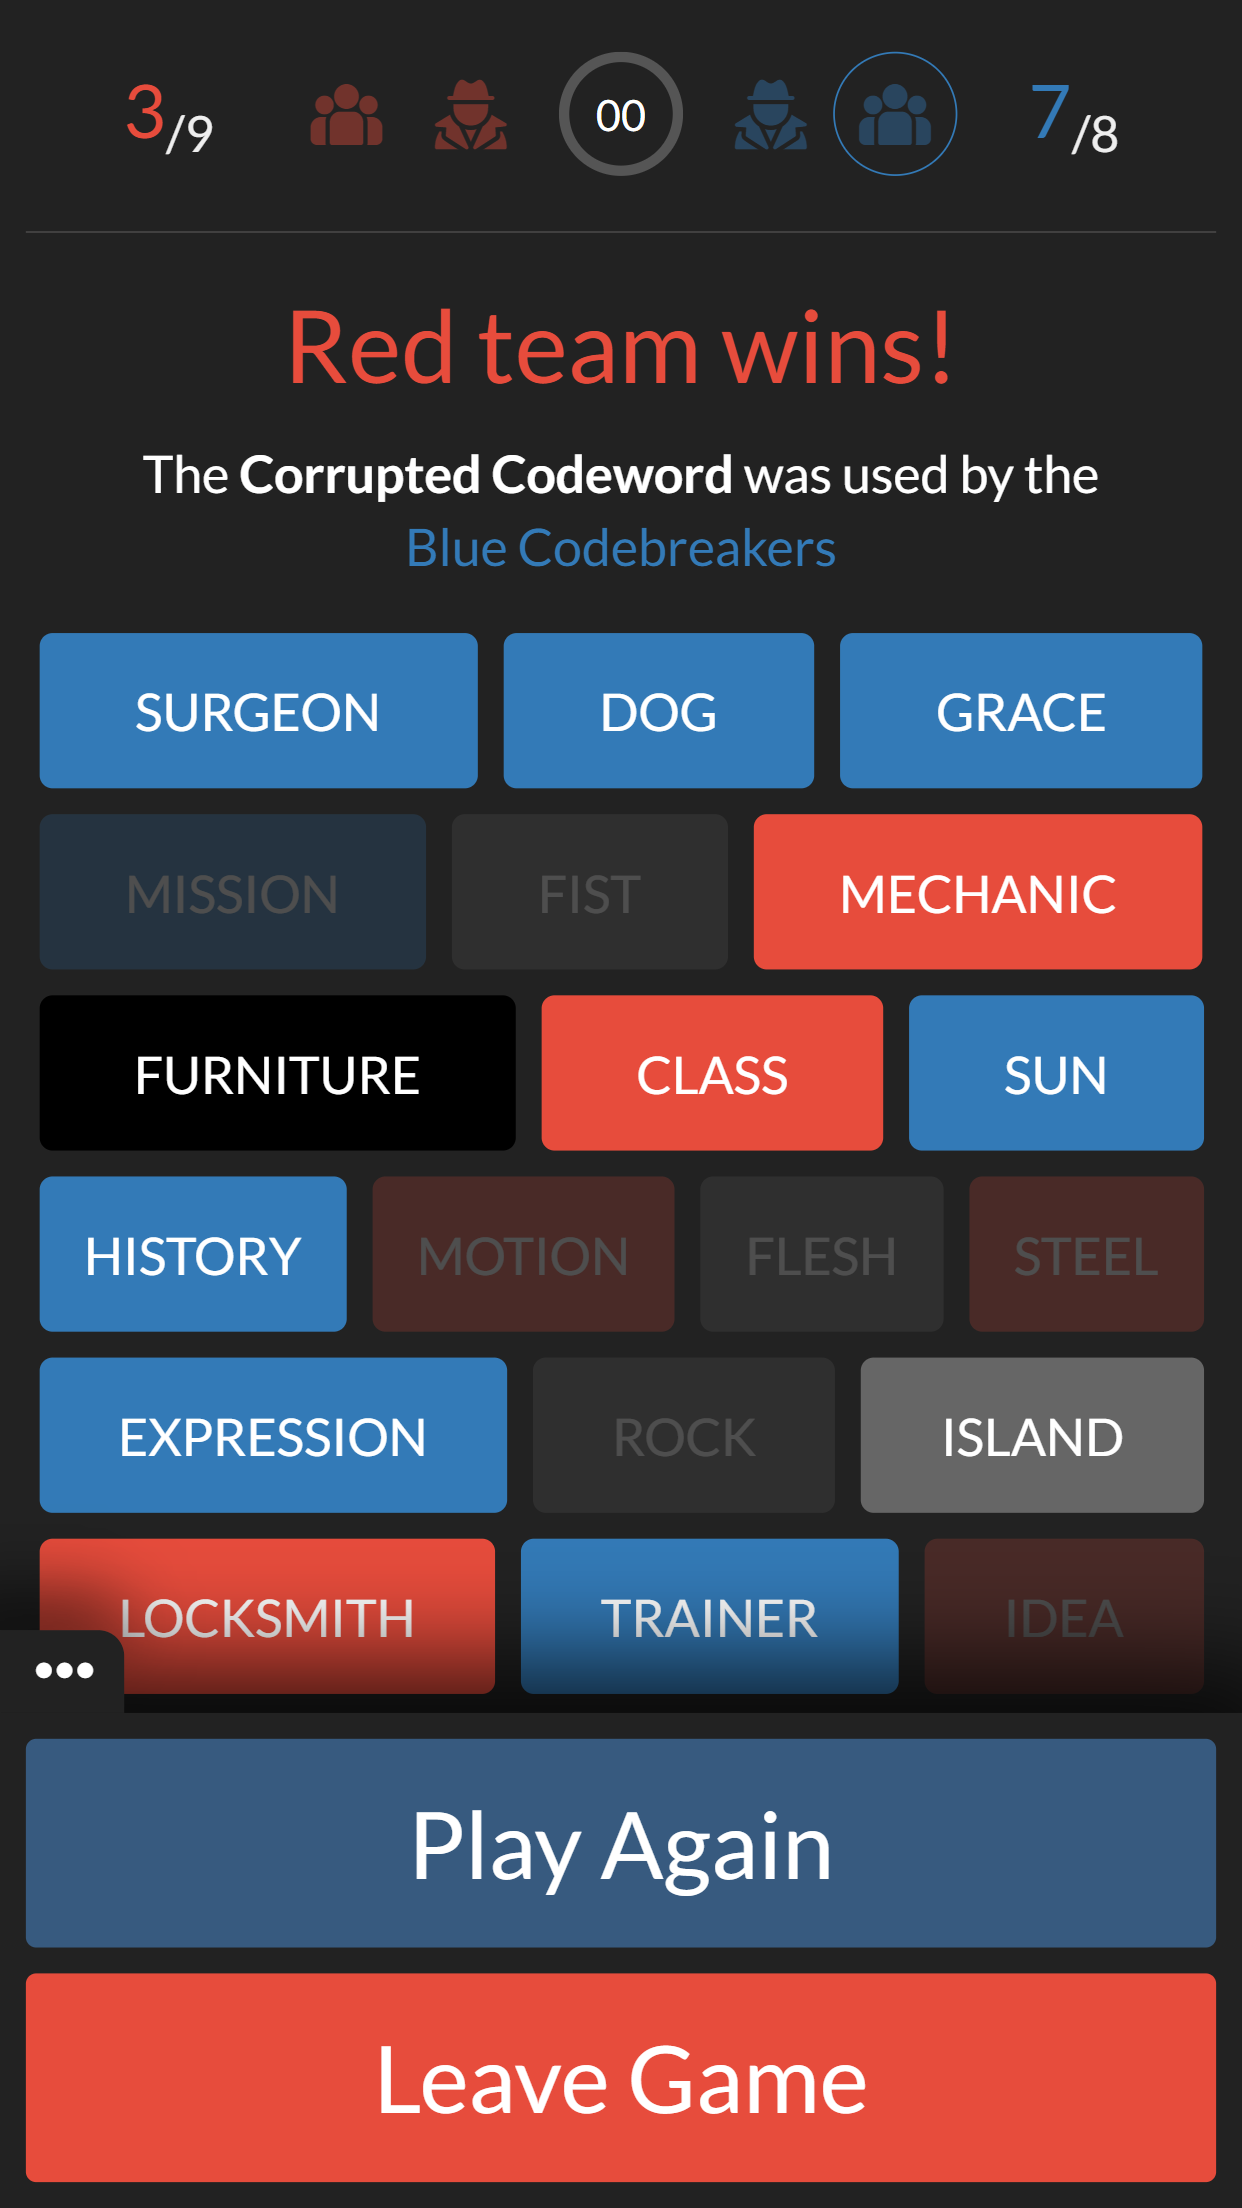 3/9 00 7/8
Red team wins!
The Corrupted Codeword was used by the
Blue Codebreakers
SURGEON DOG GRACE
MISSION FIST MECHANIC
FURNITURE CLASS SUN
HISTORY MOTION FLESH STEEL
EXPRESSION ROCK ISLAND
LOCKSMITH TRAINER IDEA
Play Again
Leave Game